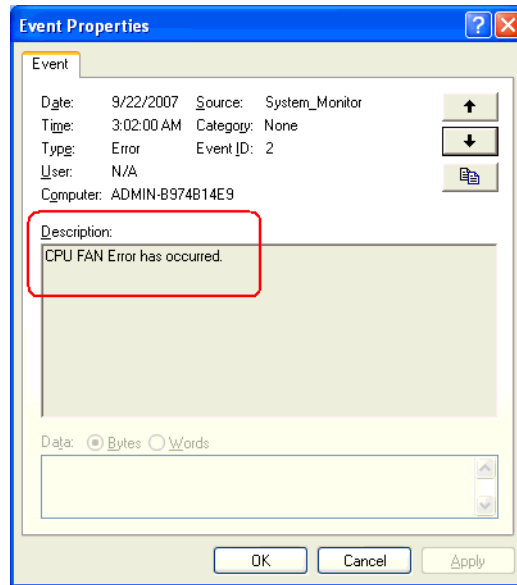 Event Properties
Event
Date: 9/22/2007 Source: System_Monitor
Time: 3:02:00 AM Category: None
Type: Error Event ID: 2
User: N/A
Computer: ADMIN-B974B14E9
Description:
CPU FAN Error has occurred.
Data: Bytes Words
OK Cancel Apply